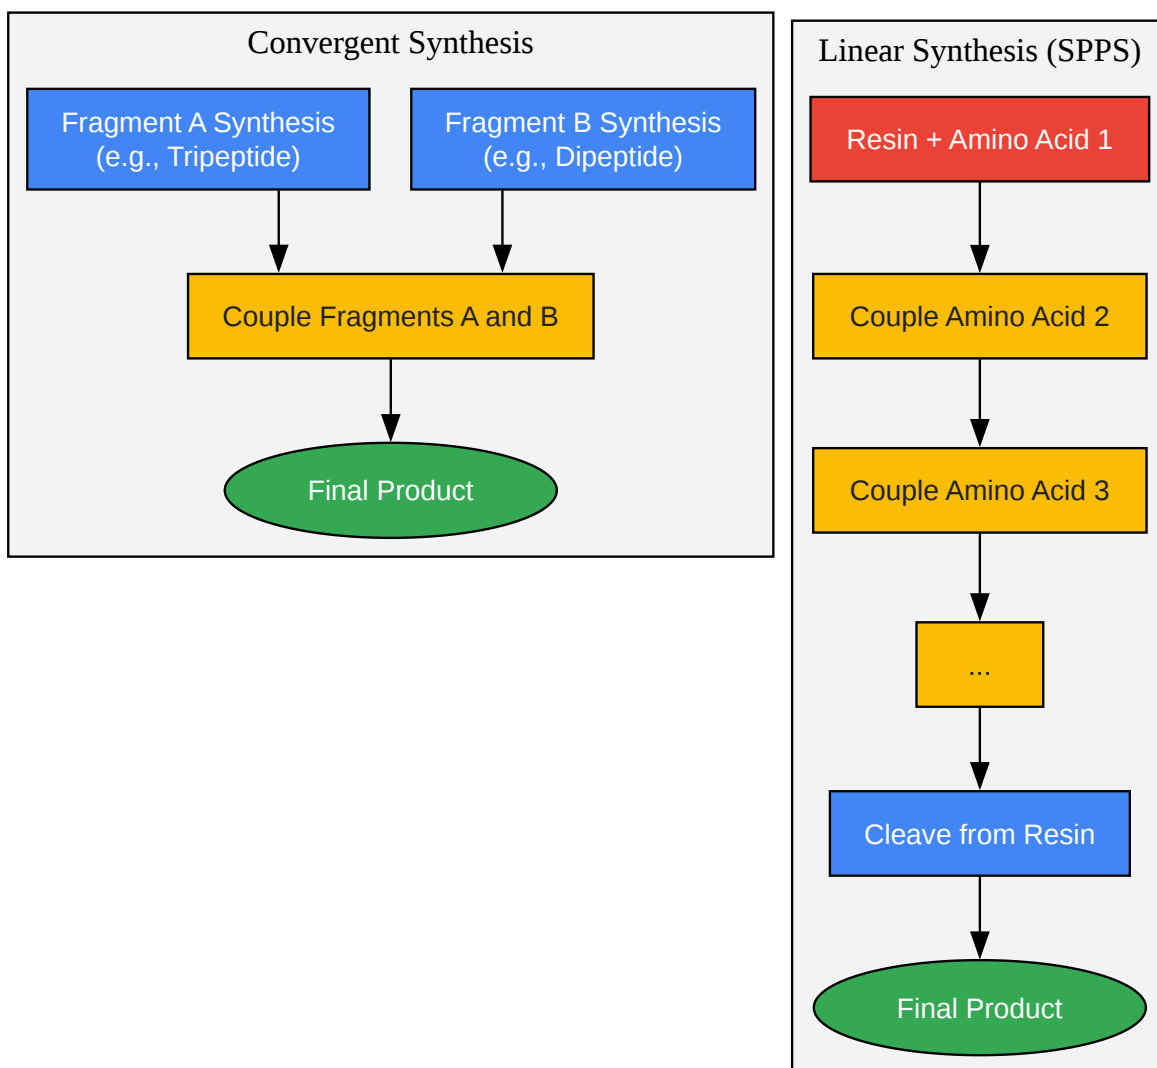 Convergent Synthesis
Fragment A Synthesis
(e.g., Tripeptide)
Fragment B Synthesis
(e.g., Dipeptide)
Couple Fragments A and B
Final Product
Linear Synthesis (SPPS)
Resin + Amino Acid 1
Couple Amino Acid 2
Couple Amino Acid 3
...
Cleave from Resin
Final Product